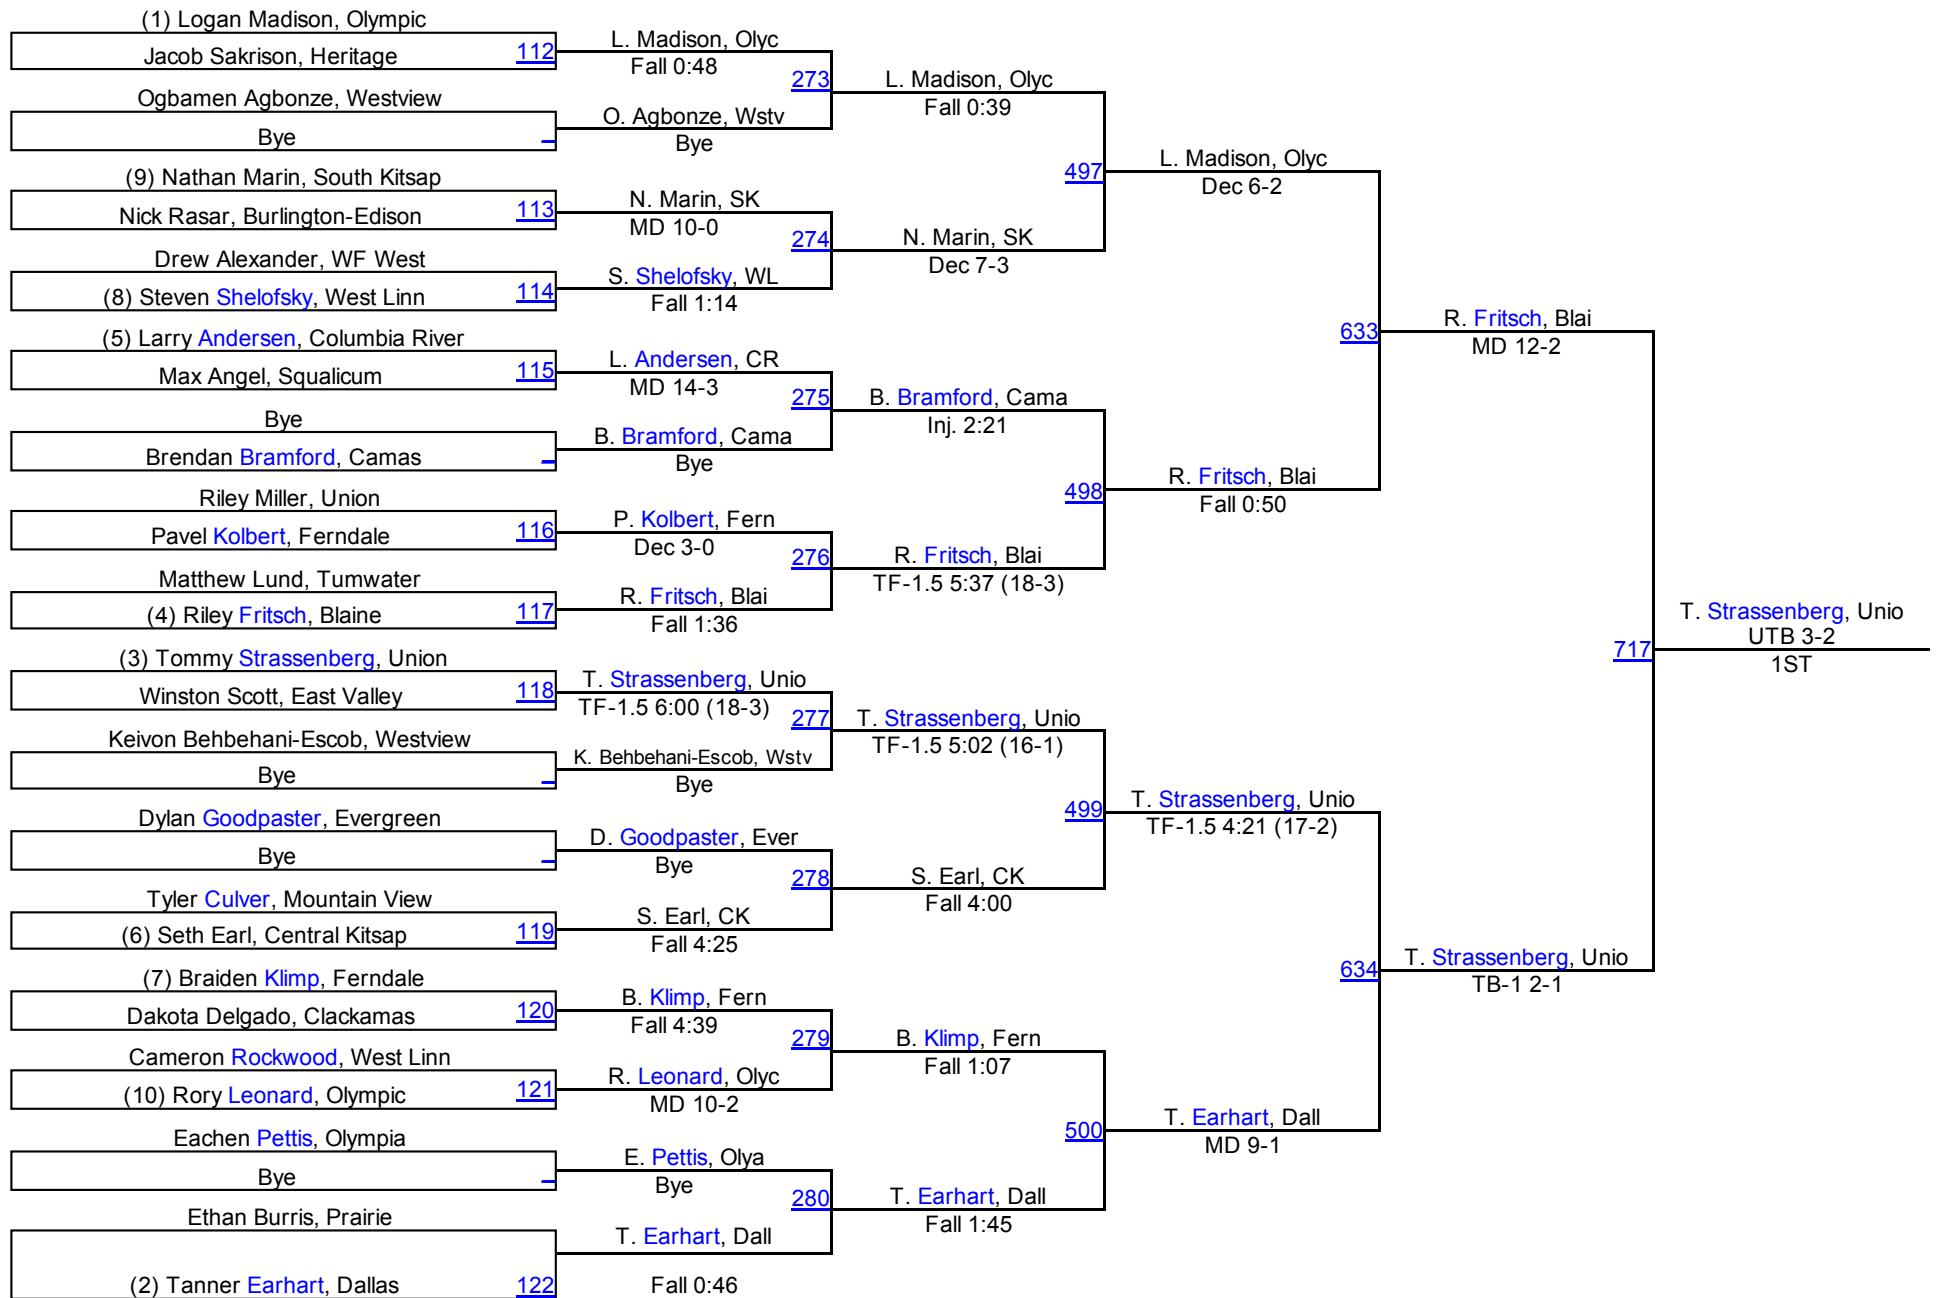 (1) Logan Madison, Olympic
Jacob Sakrison, Heritage 112
Ogbamen Agbonze, Westview
Bye
(9) Nathan Marin, South Kitsap
Nick Rasar, Burlington-Edison 113
Drew Alexander, WF West
(8) Steven Shelofsky, West Linn 114
(5) Larry Andersen, Columbia River
Max Angel, Squalicum 115
Bye
Brendan Bramford, Camas
Riley Miller, Union
Pavel Kolbert, Ferndale 116
Matthew Lund, Tumwater
(4) Riley Fritsch, Blaine 117
(3) Tommy Strassenberg, Union
Winston Scott, East Valley 118
Keivon Behbehani-Escob, Westview
Bye
Dylan Goodpaster, Evergreen
Bye
Tyler Culver, Mountain View
(6) Seth Earl, Central Kitsap 119
(7) Braiden Klimp, Ferndale
Dakota Delgado, Clackamas 120
Cameron Rockwood, West Linn
(10) Rory Leonard, Olympic 121
Eachen Pettis, Olympia
Bye
Ethan Burris, Prairie
(2) Tanner Earhart, Dallas 122
L. Madison, Olyc
Fall 0:48
273
O. Agbonze, Wstv
Bye
N. Marin, SK
MD 10-0
274
S. Shelofsky, WL
Fall 1:14
L. Andersen, CR
MD 14-3
275
B. Bramford, Cama
Bye
P. Kolbert, Fern
Dec 3-0
276
R. Fritsch, Blai
Fall 1:36
T. Strassenberg, Unio
TF-1.5 6:00 (18-3)
277
K. Behbehani-Escob, Wstv
Bye
D. Goodpaster, Ever
Bye
278
S. Earl, CK
Fall 4:25
B. Klimp, Fern
Fall 4:39
279
R. Leonard, Olyc
MD 10-2
E. Pettis, Olya
Bye
280
T. Earhart, Dall
Fall 0:46
L. Madison, Olyc
Fall 0:39
497
N. Marin, SK
Dec 7-3
B. Bramford, Cama
Inj. 2:21
498
R. Fritsch, Blai
TF-1.5 5:37 (18-3)
T. Strassenberg, Unio
TF-1.5 5:02 (16-1)
499
S. Earl, CK
Fall 4:00
B. Klimp, Fern
Fall 1:07
500
T. Earhart, Dall
Fall 1:45
L. Madison, Olyc
Dec 6-2
633
R. Fritsch, Blai
Fall 0:50
T. Strassenberg, Unio
TF-1.5 4:21 (17-2)
634
T. Earhart, Dall
MD 9-1
R. Fritsch, Blai
MD 12-2
717
T. Strassenberg, Unio
TB-1 2-1
T. Strassenberg, Unio
UTB 3-2
1ST